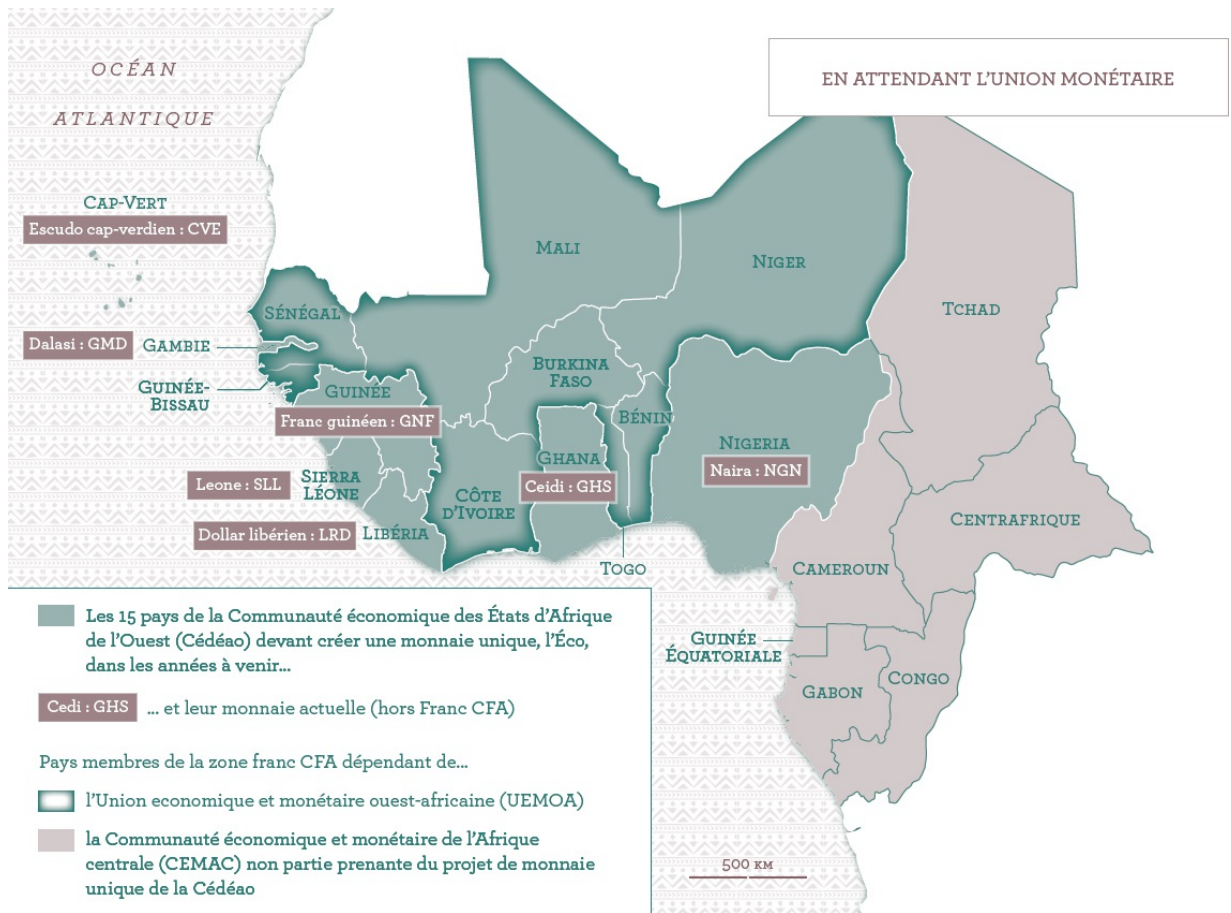 OCÉAN
ATLANTIQUE
EN ATTENDANT L'UNION MONÉTAIRE
CAP-VERT
Escudo cap-verdien : CVE
MALI
NIGER
TCHAD
SÉNÉGAL
Dalasi : GMD
GAMBIE
BURKINA
FASO
GUINÉE-
BISSAU
GUINÉE
Franc guinéen : GNF
BÉNIN
NIGERIA
Naira : NGN
GHANA
Ceidi : GHS
Leone : SLL
SIERRA
LÉONE
CÔTE
D'IVOIRE
Dollar libérien : LRD
LIBÉRIA
TOGO
CENTRAFRIQUE
CAMEROUN
GUINÉE
ÉQUATORIALE
GABON
CONGO
Les 15 pays de la Communauté économique des États d'Afrique
de l'Ouest (Cédéao) devant créer une monnaie unique, l'Éco,
dans les années à venir...
Cedi : GHS
... et leur monnaie actuelle (hors Franc CFA)
Pays membres de la zone franc CFA dépendant de...
l'Union economique et monétaire ouest-africaine (UEMOA)
la Communauté économique et monétaire de l'Afrique
centrale (CEMAC) non partie prenante du projet de monnaie
unique de la Cédéao
500 KM